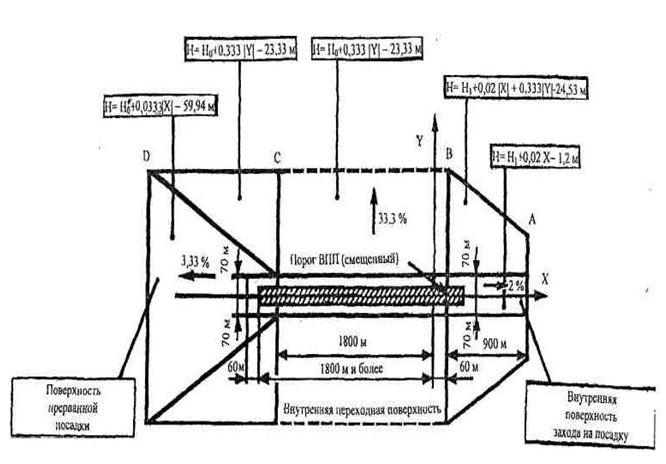 H= H₀+0,333 |Y| – 23,33 м
H= H₀+0,333 |Y| – 23,33 м
H= H₁+0,02 |X| + 0,333|Y|-24,53 м
H= H₀″+0,0333|X| – 59,94 м
H= H₁+0,02 X– 1,2 м
D
C
Y
B
A
33,3 %
3,33 %
70 м
Порог ВПП (смещенный)
70 м
2 %
X
70 м
70 м
1800 м
900 м
60м
1800 м и более
60 м
Поверхность
прерванной
посадки
Внутренняя переходная поверхность
Внутренняя
поверхность
захода на посадку